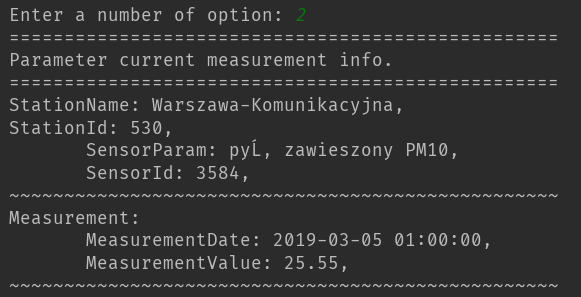 Enter a number of option: 2
==================================================
Parameter current measurement info.
==================================================
StationName: Warszawa-Komunikacyjna,
StationId: 530,
SensorParam: pyĹ‚ zawieszony PM10,
SensorId: 3584,
~~~~~~~~~~~~~~~~~~~~~~~~~~~~~~~~~~~~~~~~~~~~~~~~~~
Measurement:
MeasurementDate: 2019-03-05 01:00:00,
MeasurementValue: 25.55,
~~~~~~~~~~~~~~~~~~~~~~~~~~~~~~~~~~~~~~~~~~~~~~~~~~